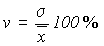 v = σ / x̄ 100%